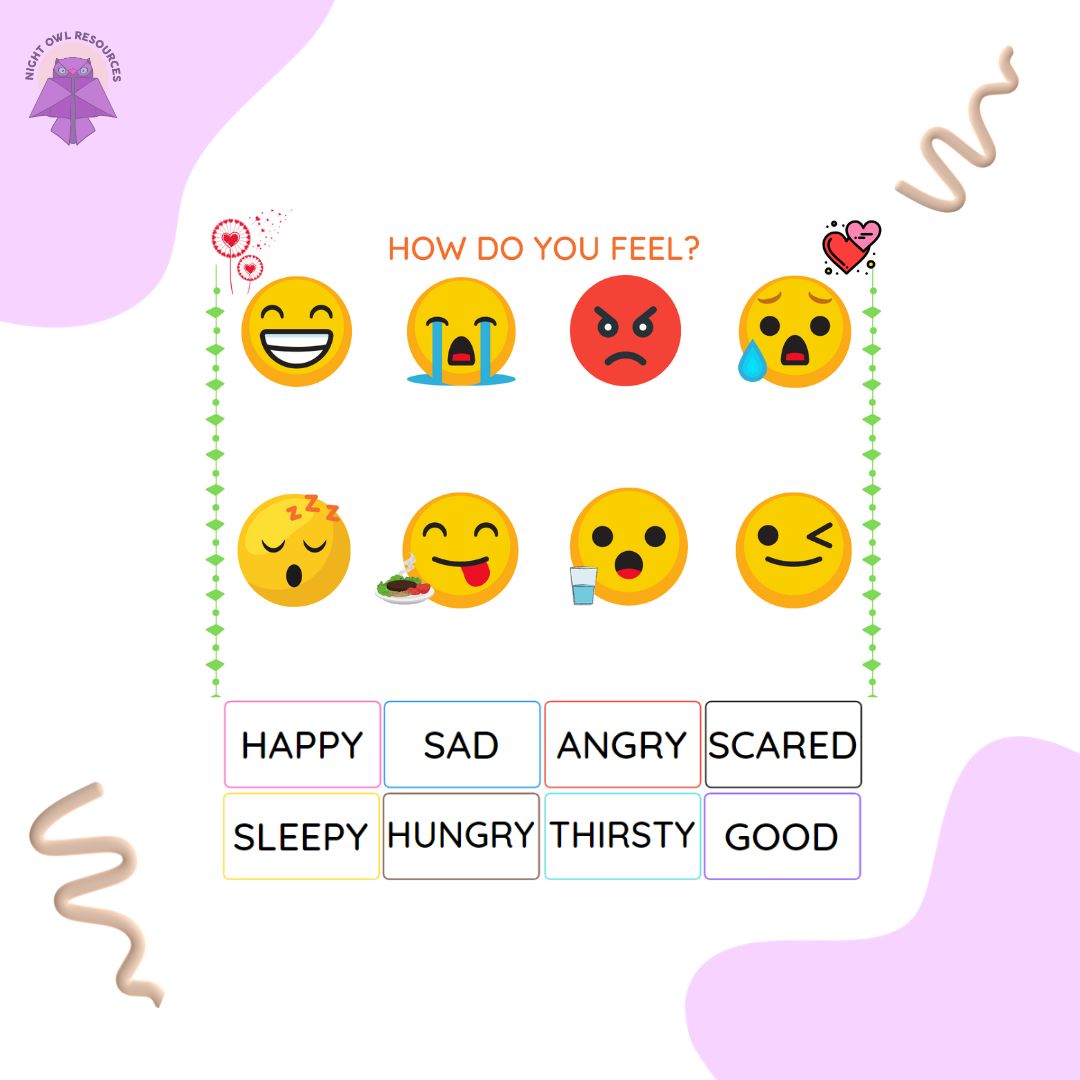 NIGHT OWL RESOURCES
HOW DO YOU FEEL?
z z z
HAPPY SAD ANGRY SCARED
SLEEPY HUNGRY THIRSTY GOOD